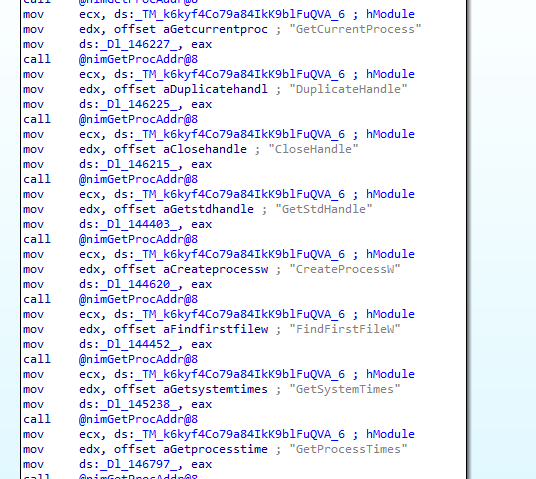 call @nimGetProcAddr@8
mov ecx, ds:_TM_k6kyf4Co79a84IkK9blFuQVA_6 ; hModule
mov edx, offset aGetcurrentproc ; "GetCurrentProcess"
mov ds:_Dl_146227_, eax
call @nimGetProcAddr@8
mov ecx, ds:_TM_k6kyf4Co79a84IkK9blFuQVA_6 ; hModule
mov edx, offset aDuplicatehandl ; "DuplicateHandle"
mov ds:_Dl_146225_, eax
call @nimGetProcAddr@8
mov ecx, ds:_TM_k6kyf4Co79a84IkK9blFuQVA_6 ; hModule
mov edx, offset aClosehandle ; "CloseHandle"
mov ds:_Dl_146215_, eax
call @nimGetProcAddr@8
mov ecx, ds:_TM_k6kyf4Co79a84IkK9blFuQVA_6 ; hModule
mov edx, offset aGetstdhandle ; "GetStdHandle"
mov ds:_Dl_144403_, eax
call @nimGetProcAddr@8
mov ecx, ds:_TM_k6kyf4Co79a84IkK9blFuQVA_6 ; hModule
mov edx, offset aCreateprocessw ; "CreateProcessW"
mov ds:_Dl_144620_, eax
call @nimGetProcAddr@8
mov ecx, ds:_TM_k6kyf4Co79a84IkK9blFuQVA_6 ; hModule
mov edx, offset aFindfirstfilew ; "FindFirstFileW"
mov ds:_Dl_144452_, eax
call @nimGetProcAddr@8
mov ecx, ds:_TM_k6kyf4Co79a84IkK9blFuQVA_6 ; hModule
mov edx, offset aGetsystemtimes ; "GetSystemTimes"
mov ds:_Dl_145238_, eax
call @nimGetProcAddr@8
mov ecx, ds:_TM_k6kyf4Co79a84IkK9blFuQVA_6 ; hModule
mov edx, offset aGetprocesstime ; "GetProcessTimes"
mov ds:_Dl_146797_, eax
call @nimGetProcAddr@8